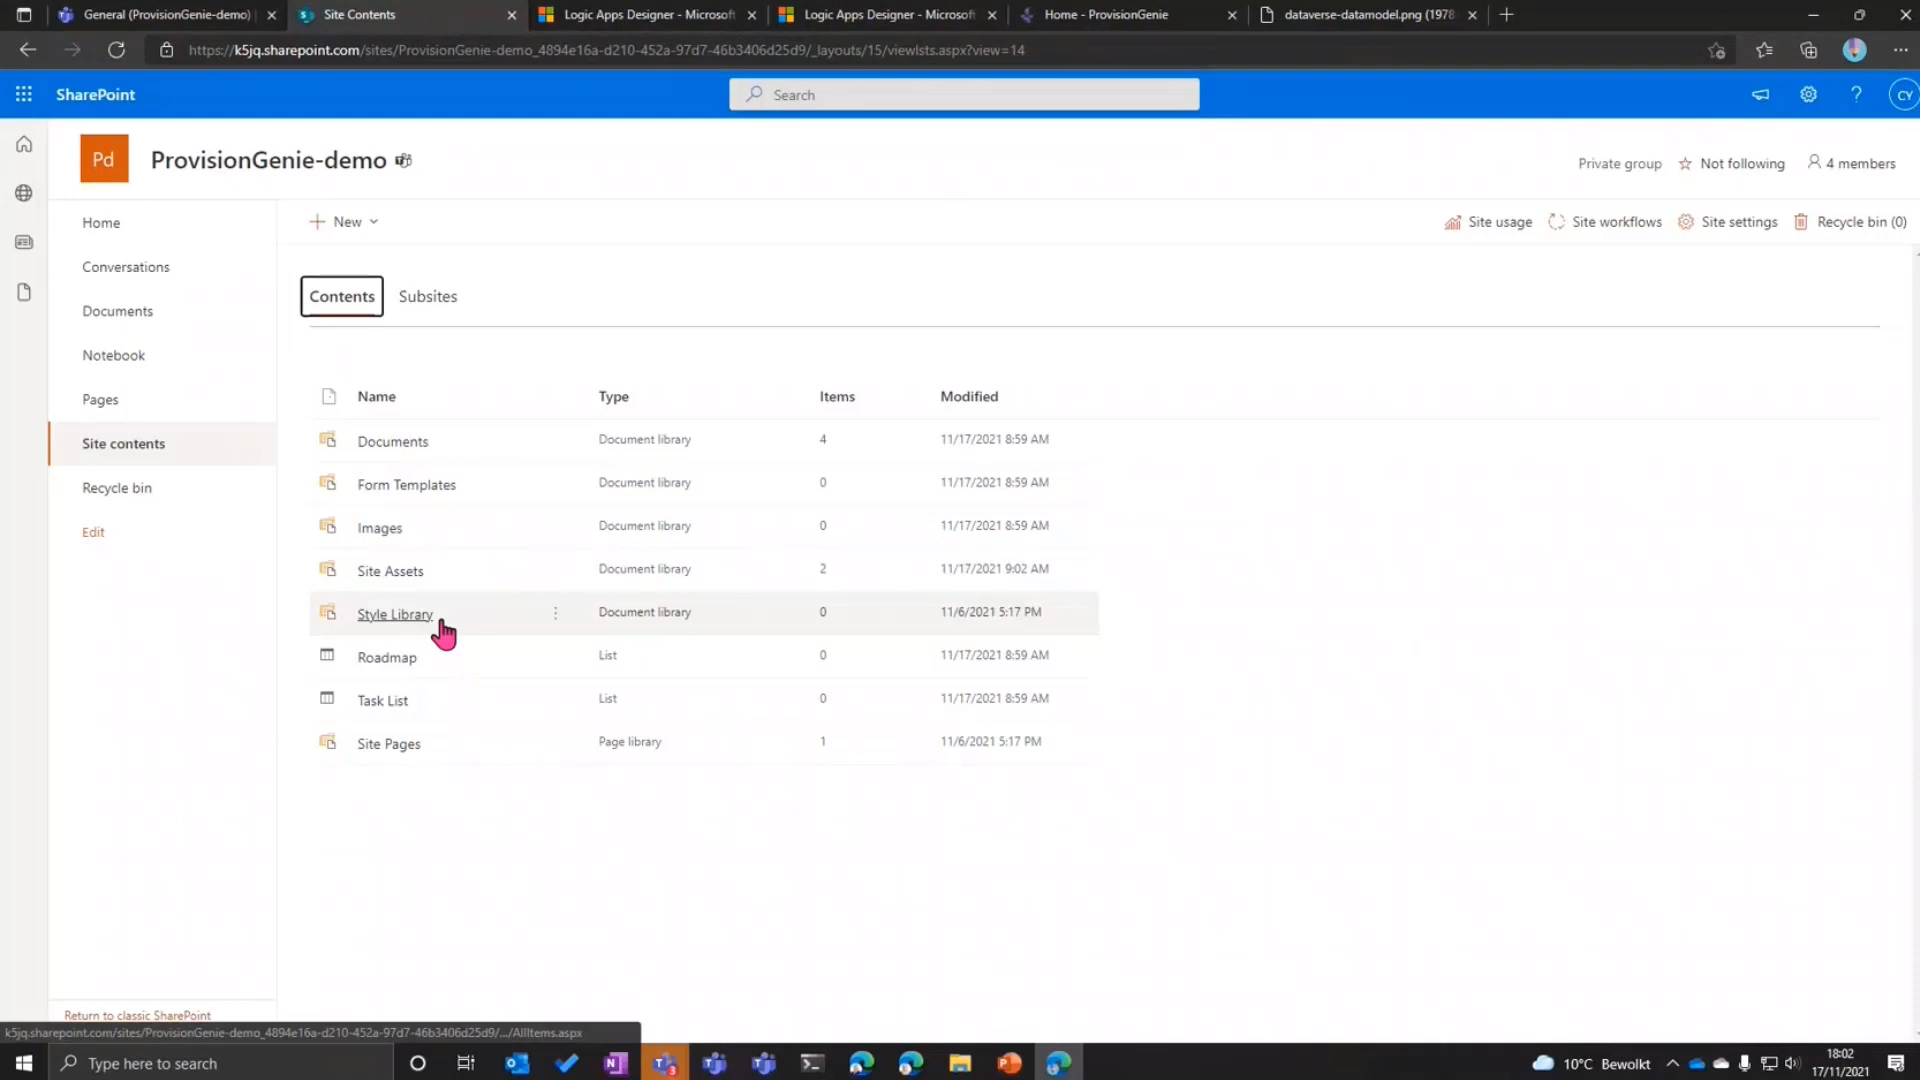 General (ProvisionGenie-demo)
Site Contents
Logic Apps Designer - Microsoft
Logic Apps Designer - Microsoft
Home - ProvisionGenie
dataverse-datamodel.png (1978
https://k5jq.sharepoint.com/sites/ProvisionGenie-demo_4894e16a-d210-452a-97d7-46b3406d25d9/_layouts/15/viewlsts.aspx?view=14
SharePoint
Search
CY
Pd
ProvisionGenie-demo
Private group
Not following
4 members
Home
Conversations
Documents
Notebook
Pages
Site contents
Recycle bin
Edit
Return to classic SharePoint
New
Site usage
Site workflows
Site settings
Recycle bin (0)
Contents
Subsites
Name Type Items Modified
Documents Document library 4 11/17/2021 8:59 AM
Form Templates Document library 0 11/17/2021 8:59 AM
Images Document library 0 11/17/2021 8:59 AM
Site Assets Document library 2 11/17/2021 9:02 AM
Style Library Document library 0 11/6/2021 5:17 PM
Roadmap List 0 11/17/2021 8:59 AM
Task List List 0 11/17/2021 8:59 AM
Site Pages Page library 1 11/6/2021 5:17 PM
k5jq.sharepoint.com/sites/ProvisionGenie-demo_4894e16a-d210-452a-97d7-46b3406d25d9/.../AllItems.aspx
Type here to search
10°C Bewolkt
18:02
17/11/2021